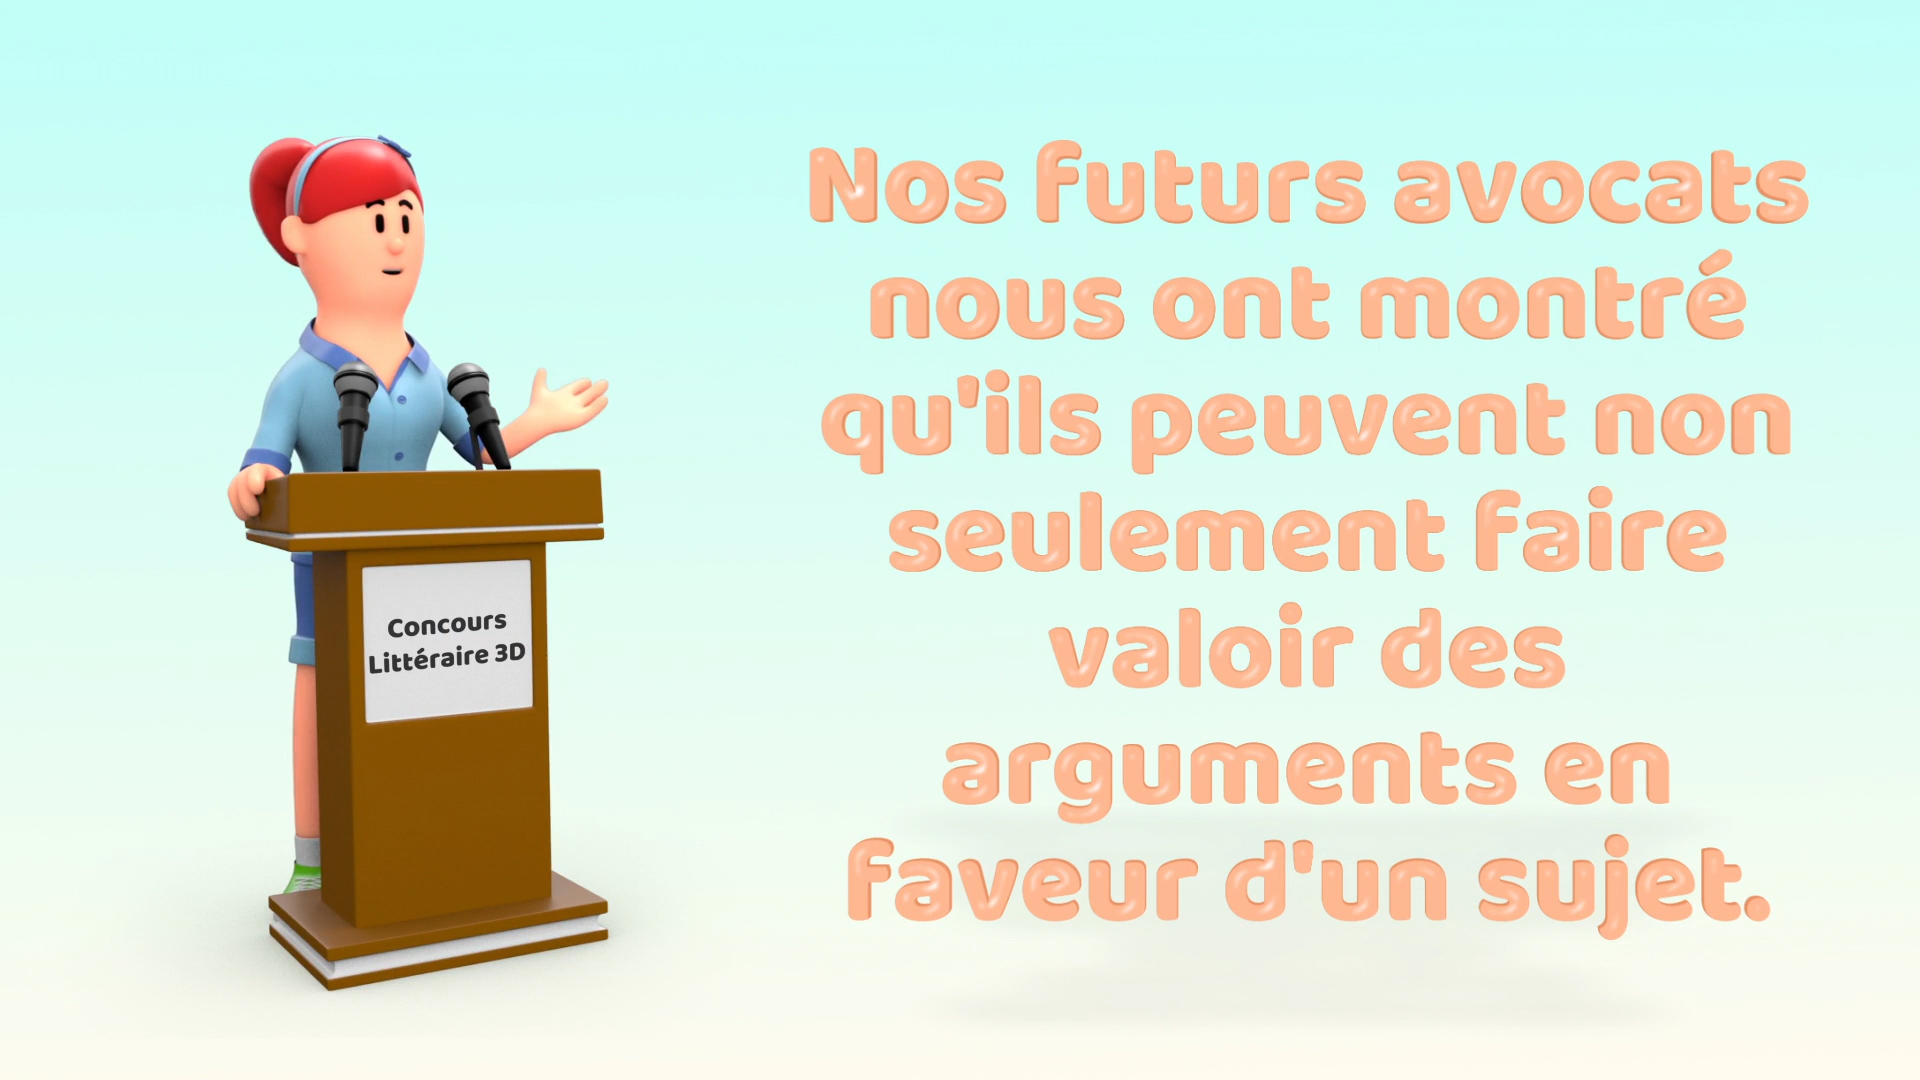 Nos futurs avocats
nous ont montré
qu'ils peuvent non
seulement faire
valoir des
arguments en
faveur d'un sujet.
Concours
Littéraire 3D